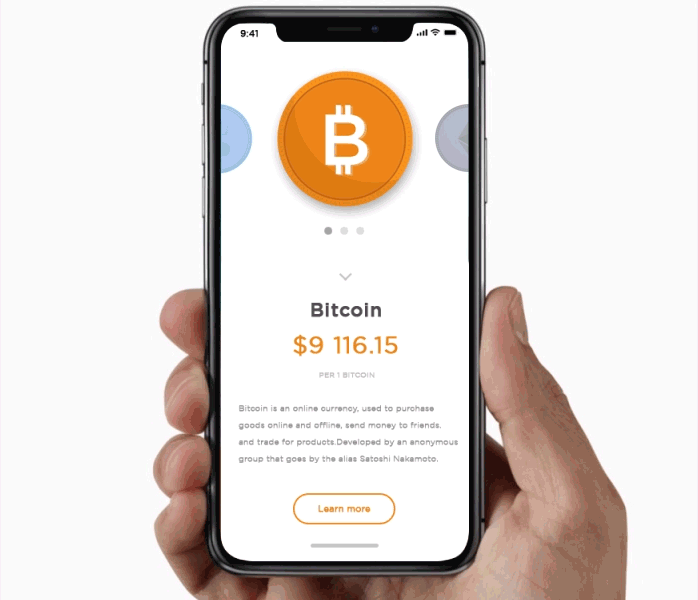 9:41
Bitcoin
$9 116.15
PER 1 BITCOIN
Bitcoin is an online currency, used to purchase
goods online and offline, send money to friends.
and trade for products.Developed by an anonymous
group that goes by the alias Satoshi Nakamoto.
Learn more